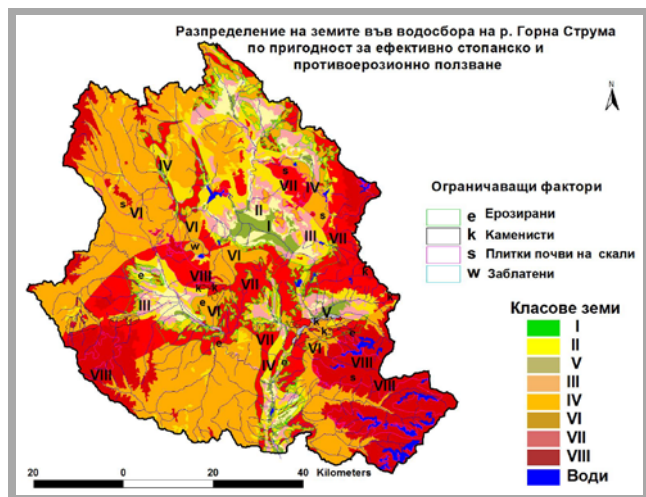 Разпределение на земите във водосбора на р. Горна Струма
по пригодност за ефективно стопанско и
противоерозионно ползване
N
Ограничаващи фактори
e Ерозирани
k Каменисти
s Плитки почви на скали
w Заблатени
Класове земи
I
II
V
III
IV
VI
VII
VIII
Води
IV
s
VII
IV
s
VI
s
II
I
VI
III
VII
w
VI
e
VIII
VII
k
k k
k
III
e
VI
V
k
k
e
e
VII
VI
VIII
IV
e
VIII
s
VIII
20 0 20 40 Kilometers